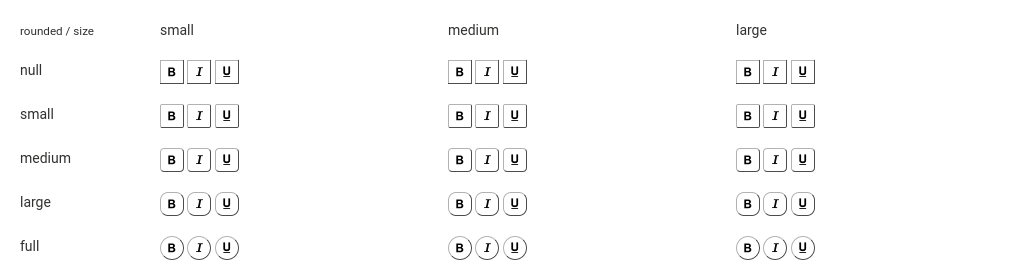 rounded / size small medium large
null B I U B I U B I U
small B I U B I U B I U
medium B I U B I U B I U
large B I U B I U B I U
full B I U B I U B I U